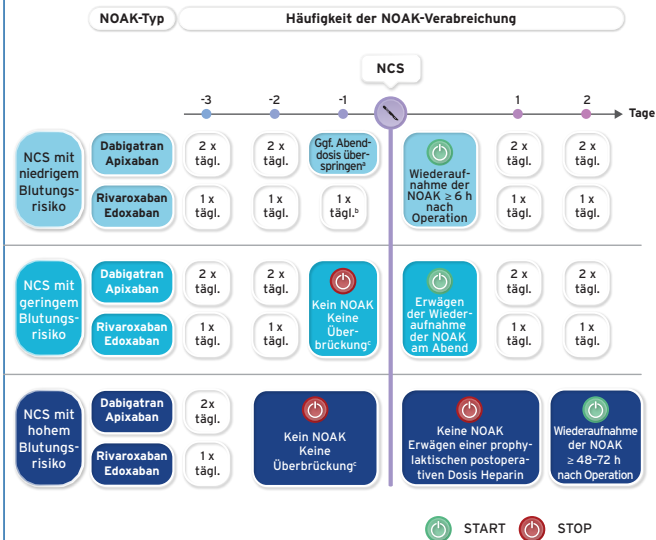 NOAK-Typ
Häufigkeit der NOAK-Verabreichung
NCS
-3
-2
-1
1
2
Tage
NCS mit
niedrigem
Blutungs-
risiko
Dabigatran
Apixaban
2 x
tägl.
2 x
tägl.
Ggf. Abend-
dosis über-
springenᵃ
Wiederauf-
nahme der
NOAK ≥ 6 h
nach
Operation
2 x
tägl.
2 x
tägl.
Rivaroxaban
Edoxaban
1 x
tägl.
1 x
tägl.
1 x
tägl.ᵇ
1 x
tägl.
1 x
tägl.
NCS mit
geringem
Blutungs-
risiko
Dabigatran
Apixaban
2 x
tägl.
2 x
tägl.
Kein NOAK
Keine
Über-
brückungᶜ
Erwägen
der Wieder-
aufnahme
der NOAK
am Abend
2 x
tägl.
2 x
tägl.
Rivaroxaban
Edoxaban
1 x
tägl.
1 x
tägl.
1 x
tägl.
1 x
tägl.
NCS mit
hohem
Blutungs-
risiko
Dabigatran
Apixaban
2x
tägl.
Kein NOAK
Keine
Überbrückungᶜ
Keine NOAK
Erwägen einer prophy-
laktischen postopera-
tiven Dosis Heparin
Wiederaufnahme
der NOAK
≥ 48-72 h
nach Operation
Rivaroxaban
Edoxaban
1 x
tägl.
START
STOP